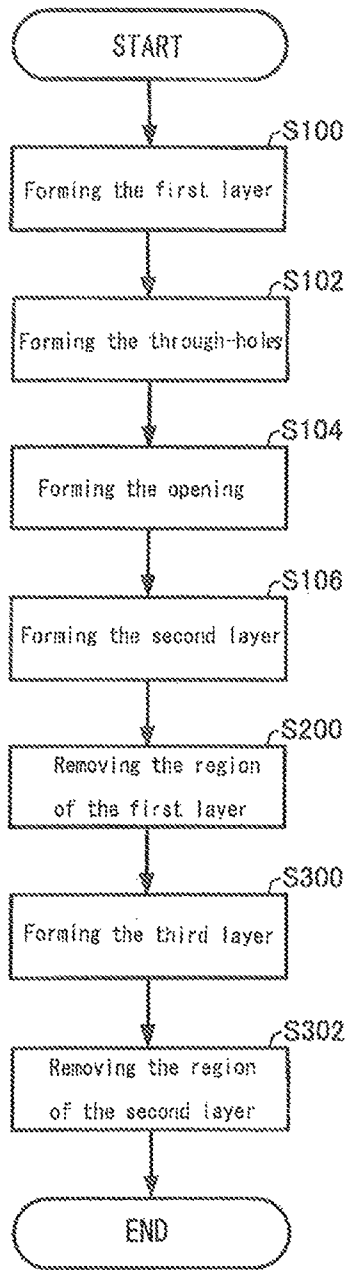 START
S100
Forming the first layer
S102
Forming the through-holes
S104
Forming the opening
S106
Forming the second layer
S200
Removing the region
of the first layer
S300
Forming the third layer
S302
Removing the region
of the second layer
END